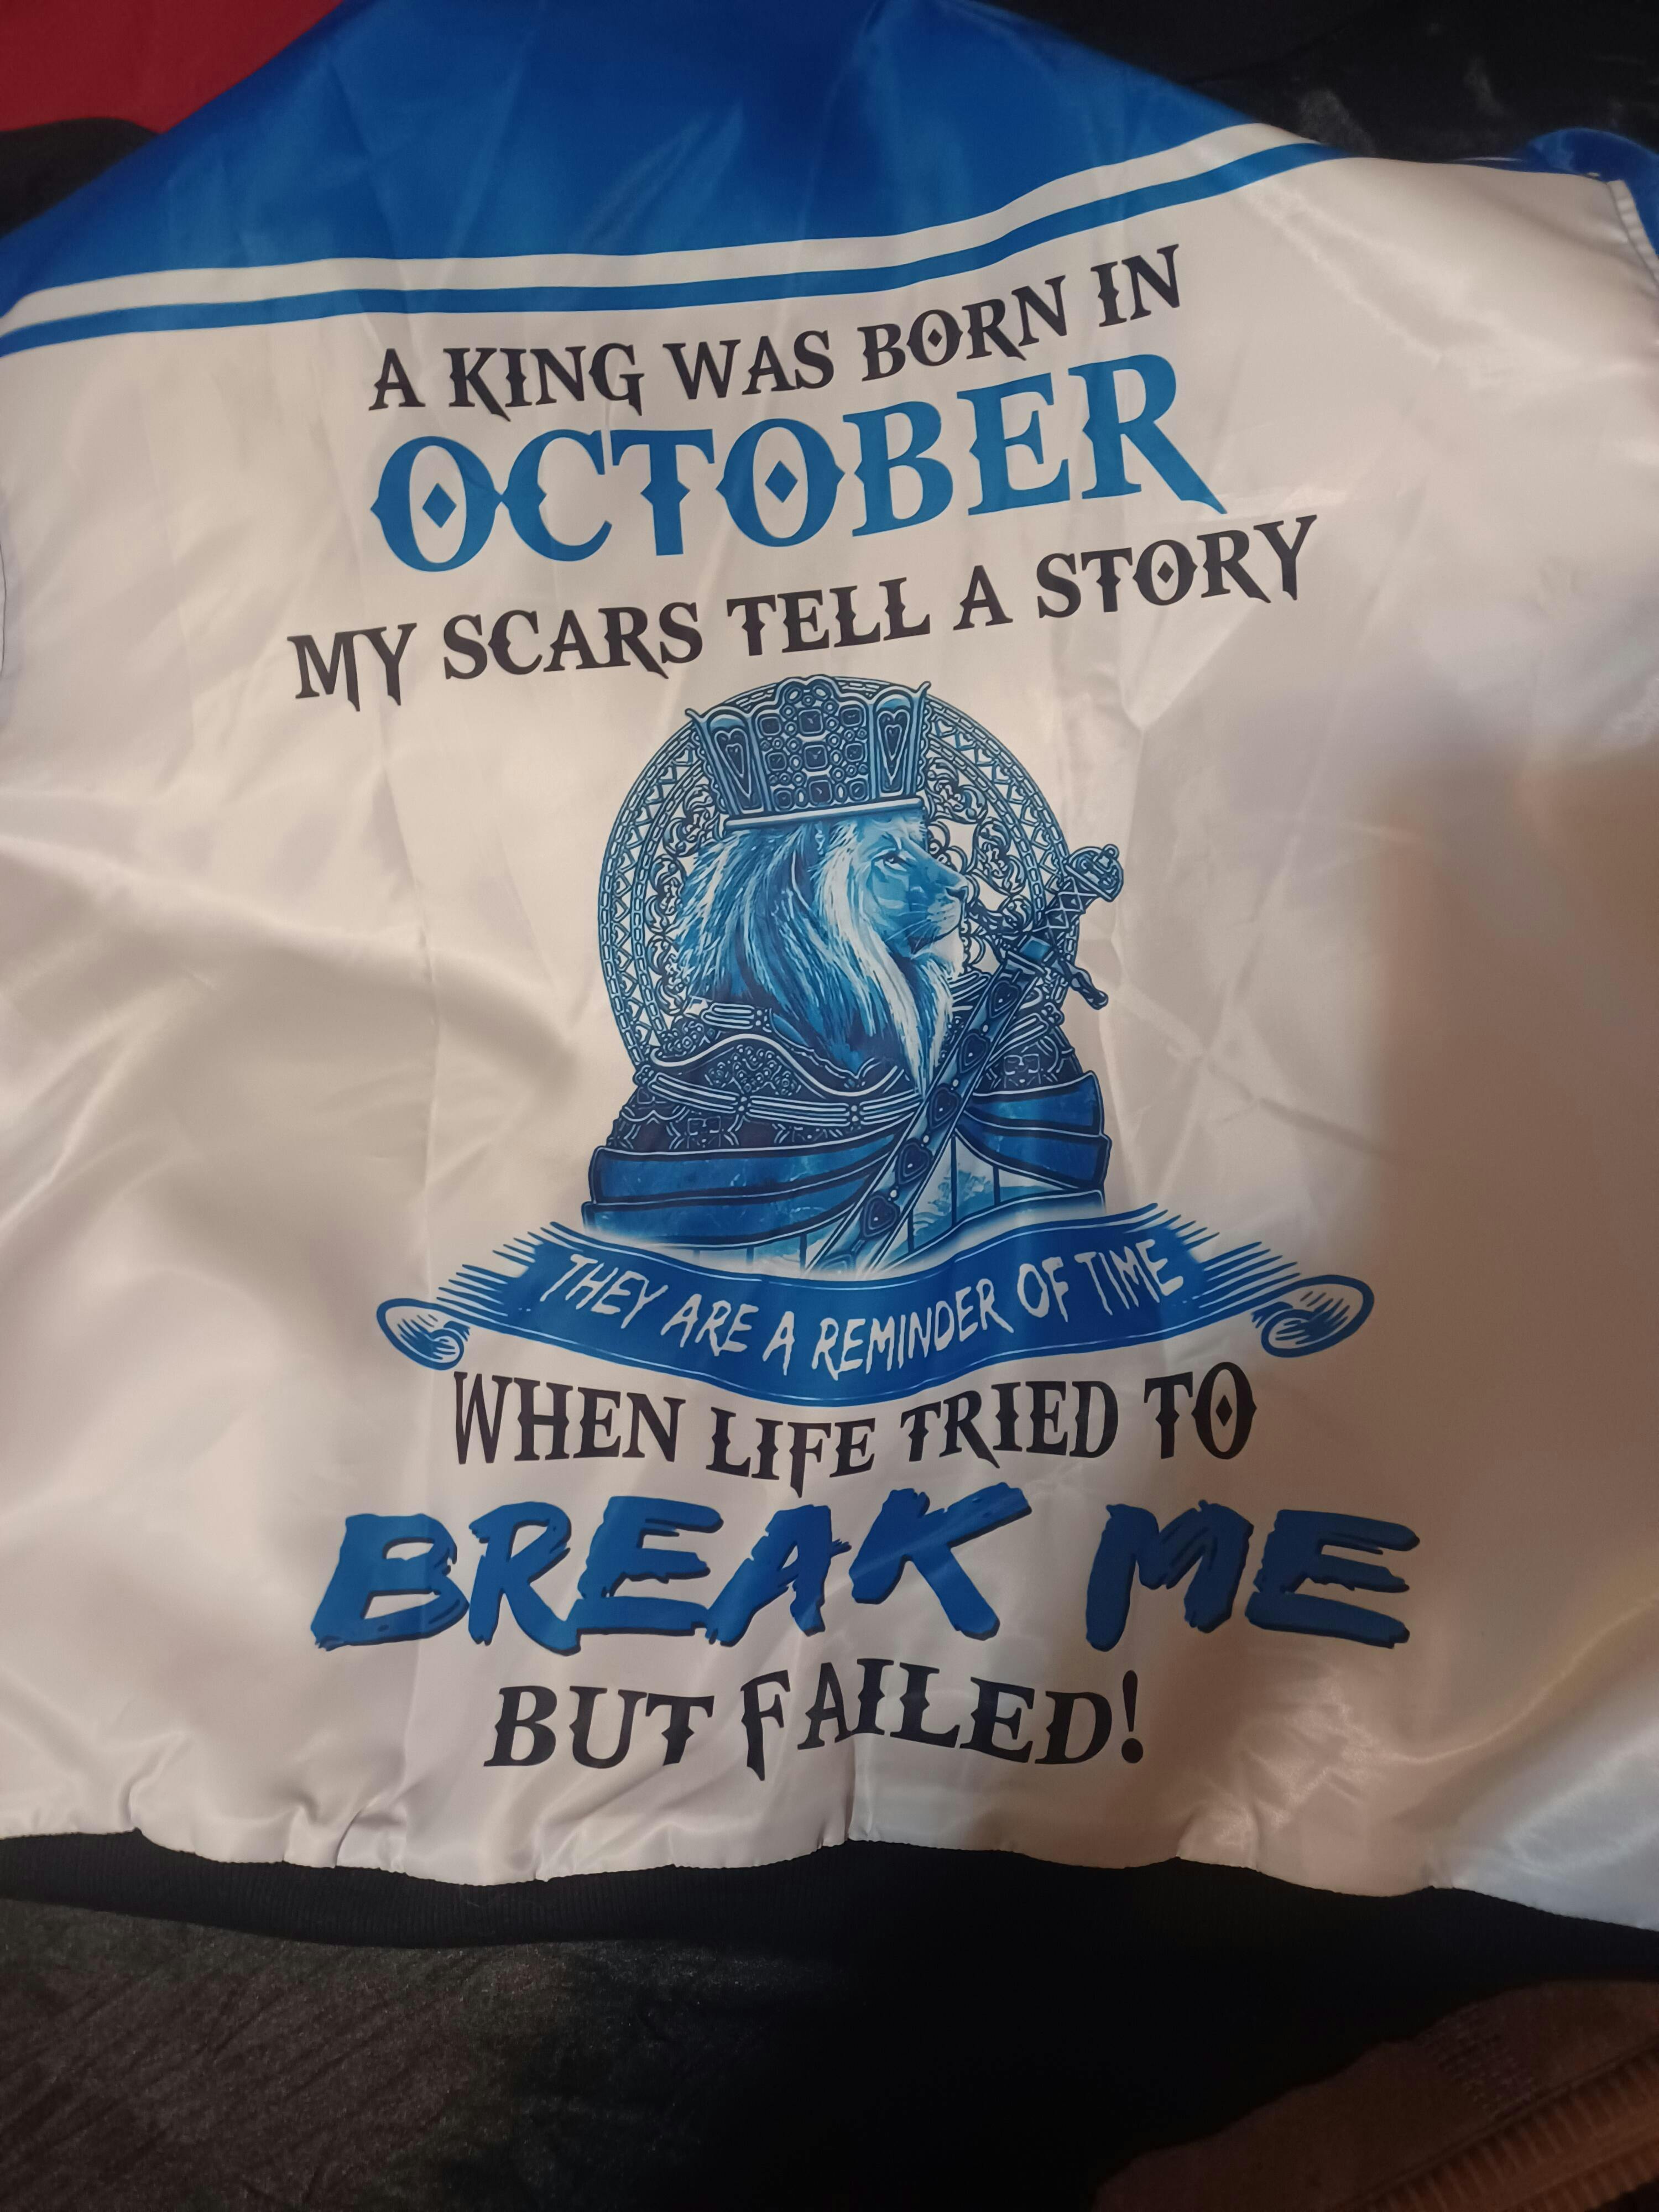 A KING WAS BORN IN
OCTOBER
MY SCARS TELL A STORY
THEY ARE A REMINDER OF TIME
WHEN LIFE TRIED TO
BREAK ME
BUT FAILED!